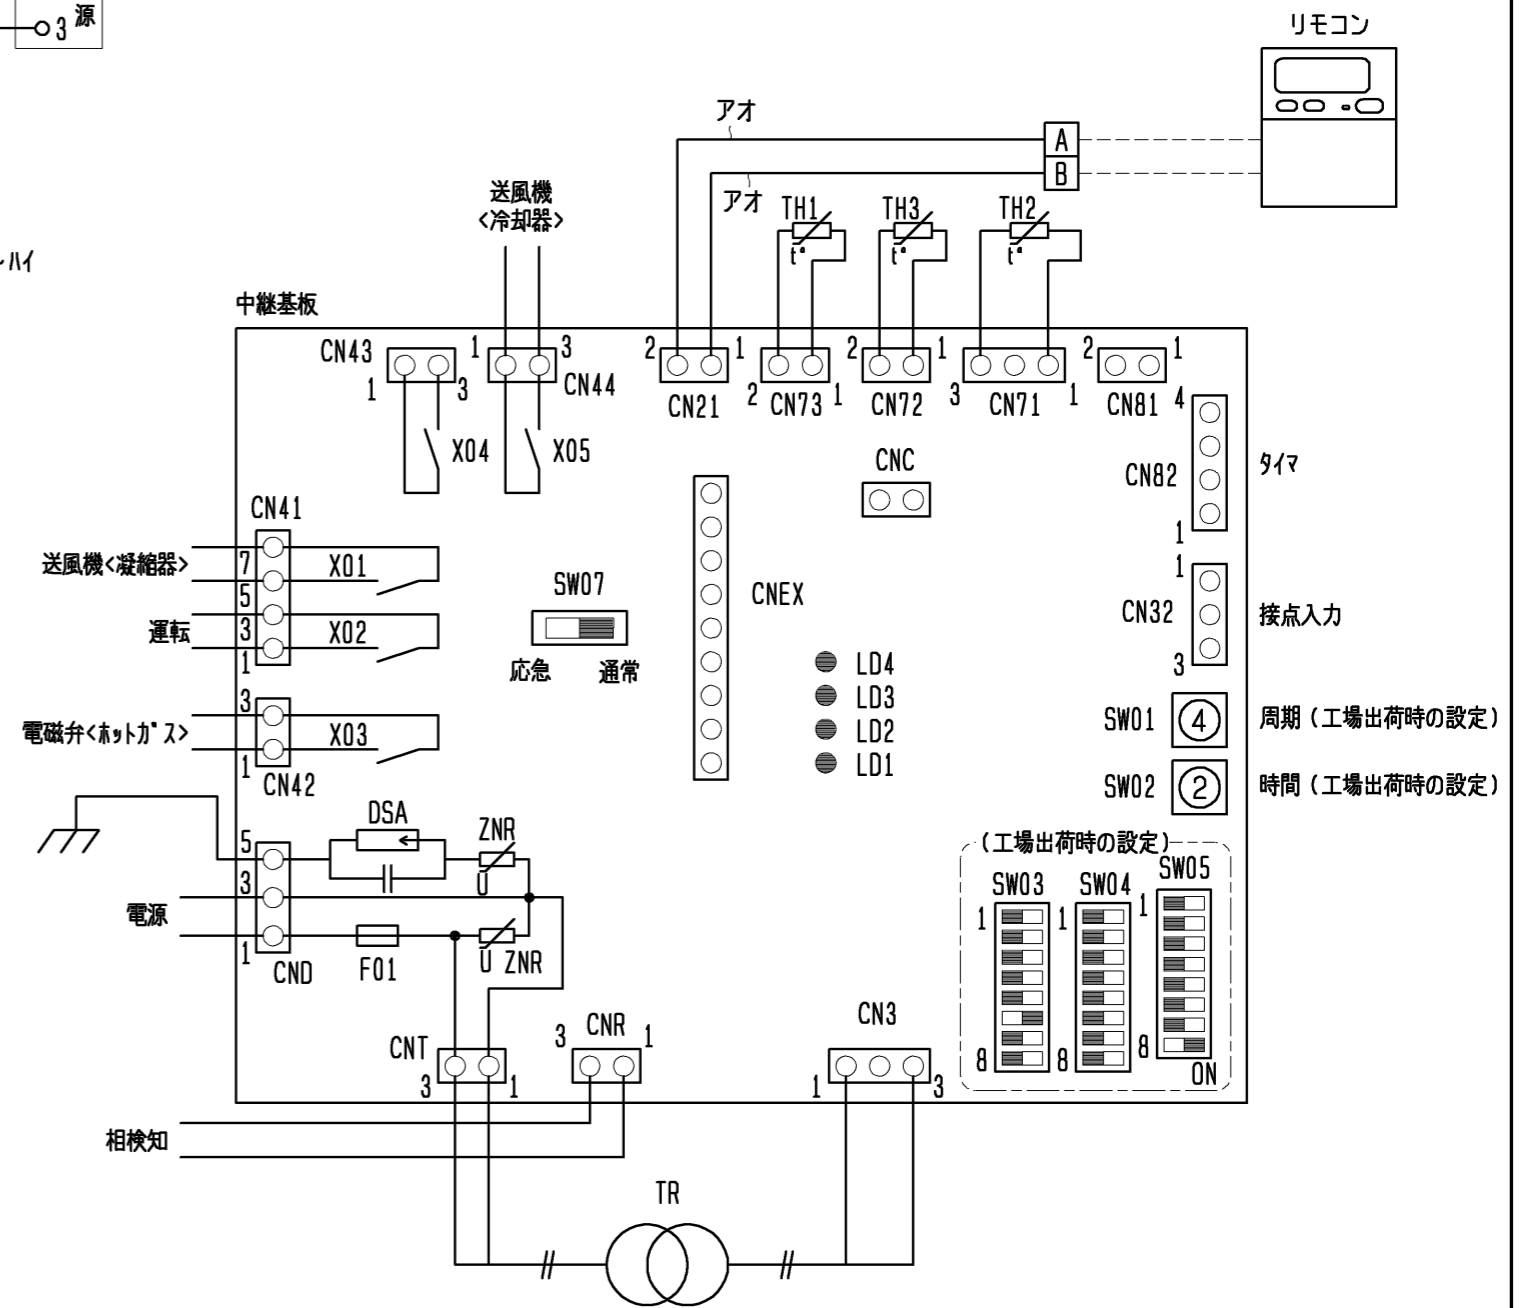 3 源
リモコン
アオ
A
B
アオ
送風機
<冷却器>
TH1
TH3
TH2
t°
t°
t°
ハイ
中継基板
CN43
1
3
1
3
CN44
2
1
CN21
2
CN73
1
2
1
CN72
3
CN71
1
2
1
CN81
4
CN82
1
タイマ
X04
X05
CNC
CN41
送風機<凝縮器>
7
5
X01
運転
3
1
X02
SW07
応急
通常
CNEX
1
CN32
3
接点入力
LD4
LD3
LD2
LD1
電磁弁<ホットガス>
3
1
X03
CN42
SW01
4
周期(工場出荷時の設定)
SW02
2
時間(工場出荷時の設定)
DSA
ZNR
U
5
3
電源
1
CND
F01
U ZNR
(工場出荷時の設定)
SW03
SW04
SW05
1
1
1
8
8
8
ON
CNT
3
1
3
CNR
1
CN3
1
3
相検知
TR